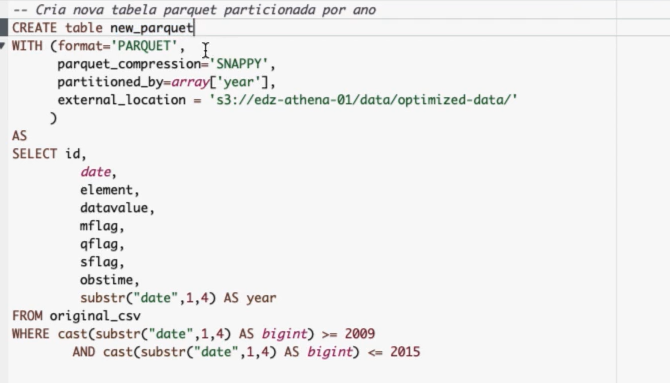 -- Cria nova tabela parquet particionada por ano
CREATE table new_parquet
WITH (format='PARQUET',
parquet_compression='SNAPPY',
partitioned_by=array['year'],
external_location = 's3://edz-athena-01/data/optimized-data/'
)
AS
SELECT id,
date,
element,
datavalue,
mflag,
qflag,
sflag,
obstime,
substr("date",1,4) AS year
FROM original_csv
WHERE cast(substr("date",1,4) AS bigint) >= 2009
AND cast(substr("date",1,4) AS bigint) <= 2015